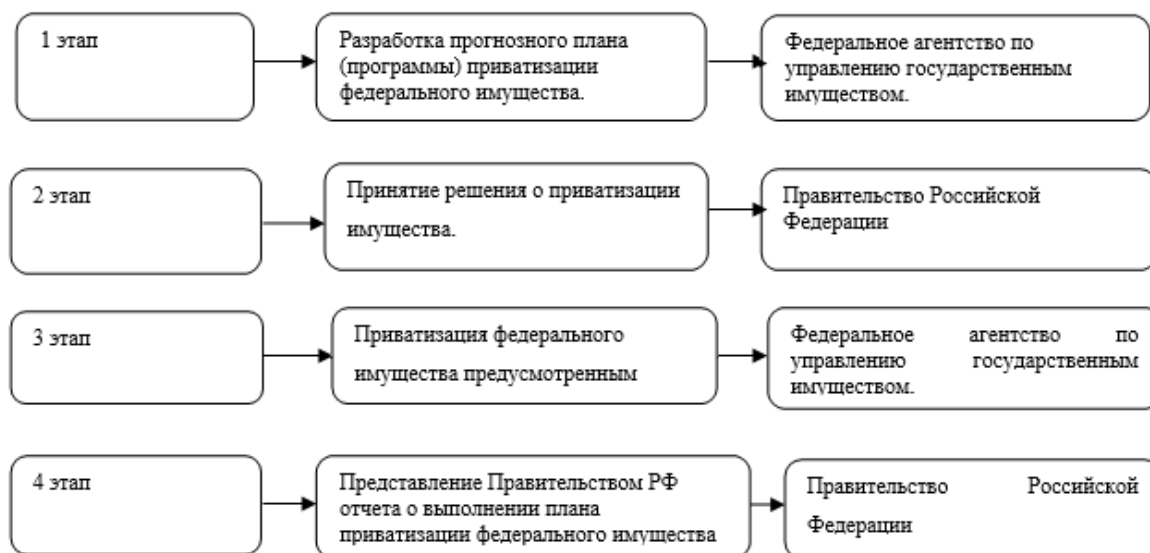 1 этап
Разработка прогнозного плана
(программы) приватизации
федерального имущества.
Федеральное агентство по
управлению государственным
имуществом.
2 этап
Принятие решения о приватизации
имущества.
Правительство Российской
Федерации
3 этап
Приватизация федерального
имущества предусмотренным
Федеральное агентство по
управлению государственным
имуществом.
4 этап
Представление Правительством РФ
отчета о выполнении плана
приватизации федерального имущества
Правительство Российской
Федерации